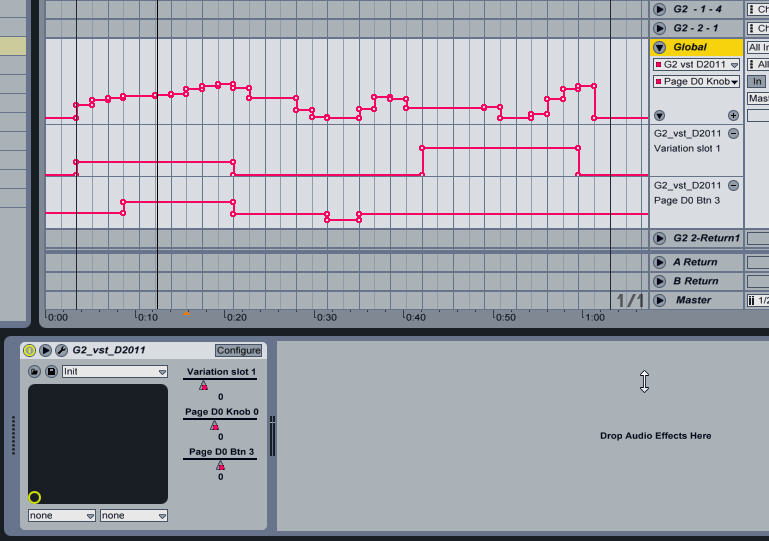 G2 - 1 - 4
G2 - 2 - 1
Global
All In
G2 vst D2011
All
Page D0 Knob
In
Mast
G2_vst_D2011
Variation slot 1
G2_vst_D2011
Page D0 Btn 3
G2 2-Return1
A Return
B Return
1/1
Master
1/2
0:00
0:10
0:20
0:30
0:40
0:50
1:00
G2_vst_D2011
Configure
Init
Variation slot 1
0
Page D0 Knob 0
0
Page D0 Btn 3
0
none
none
Drop Audio Effects Here